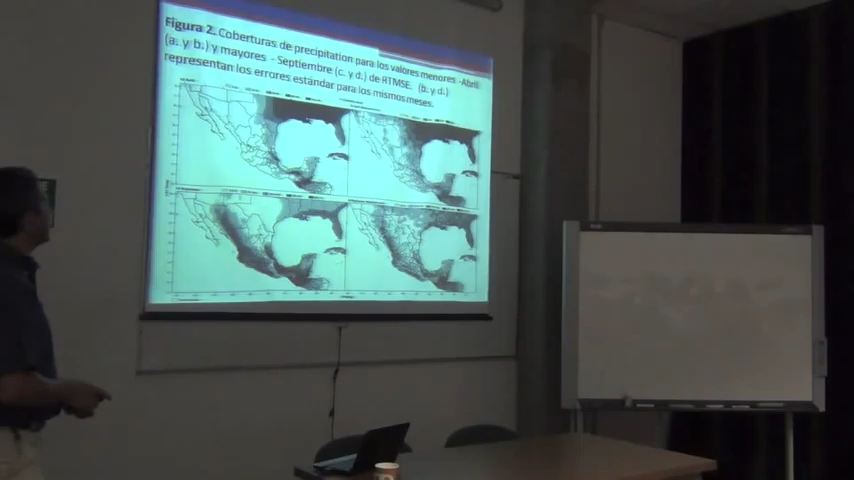 Figura 2. Coberturas de precipitation para los valores menores -Abril
(a. y b.) y mayores - Septiembre (c. y d.) de RTMSE. (b. y d.)
representan los errores estándar para los mismos meses.